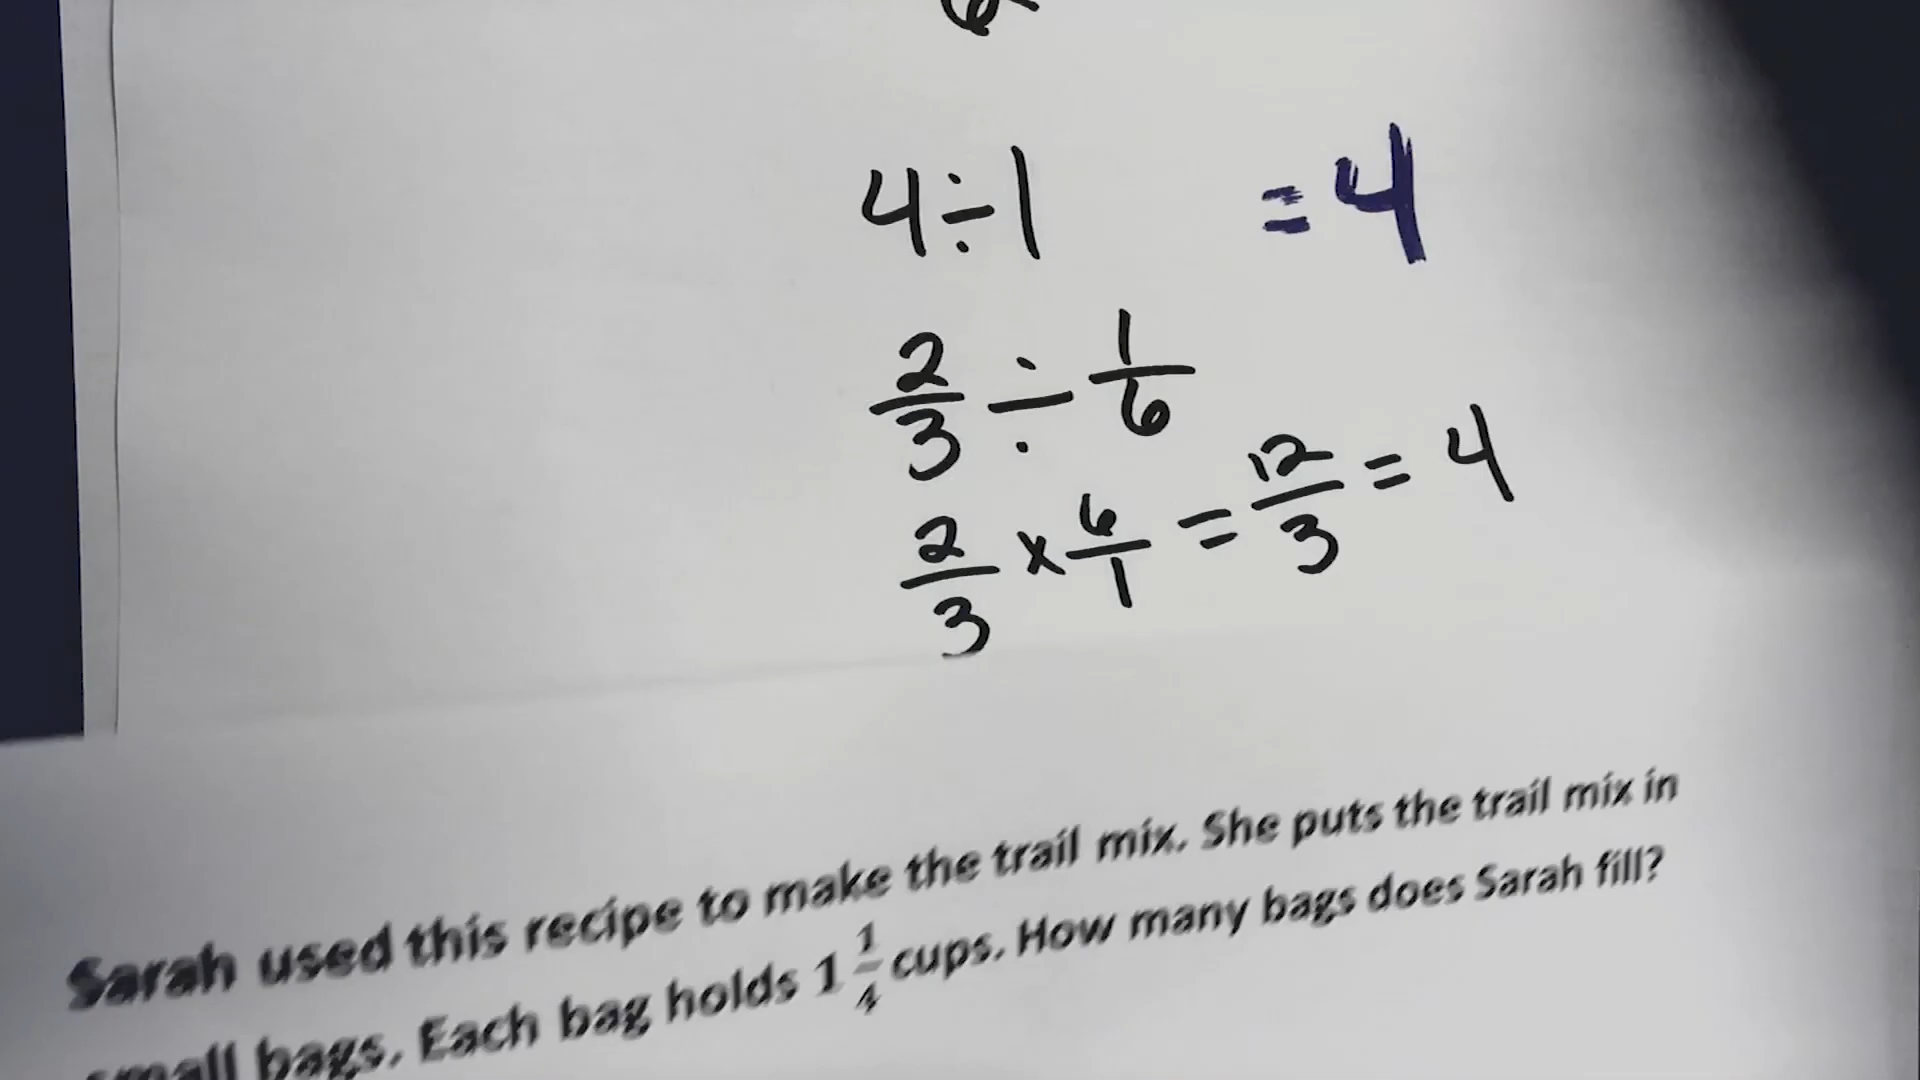 4÷1 = 4
2/3 ÷ 1/6
2/3 x 6/1 = 12/3 = 4
Sarah used this recipe to make the trail mix. She puts the trail mix in
small bags. Each bag holds 1 1/4 cups. How many bags does Sarah fill?